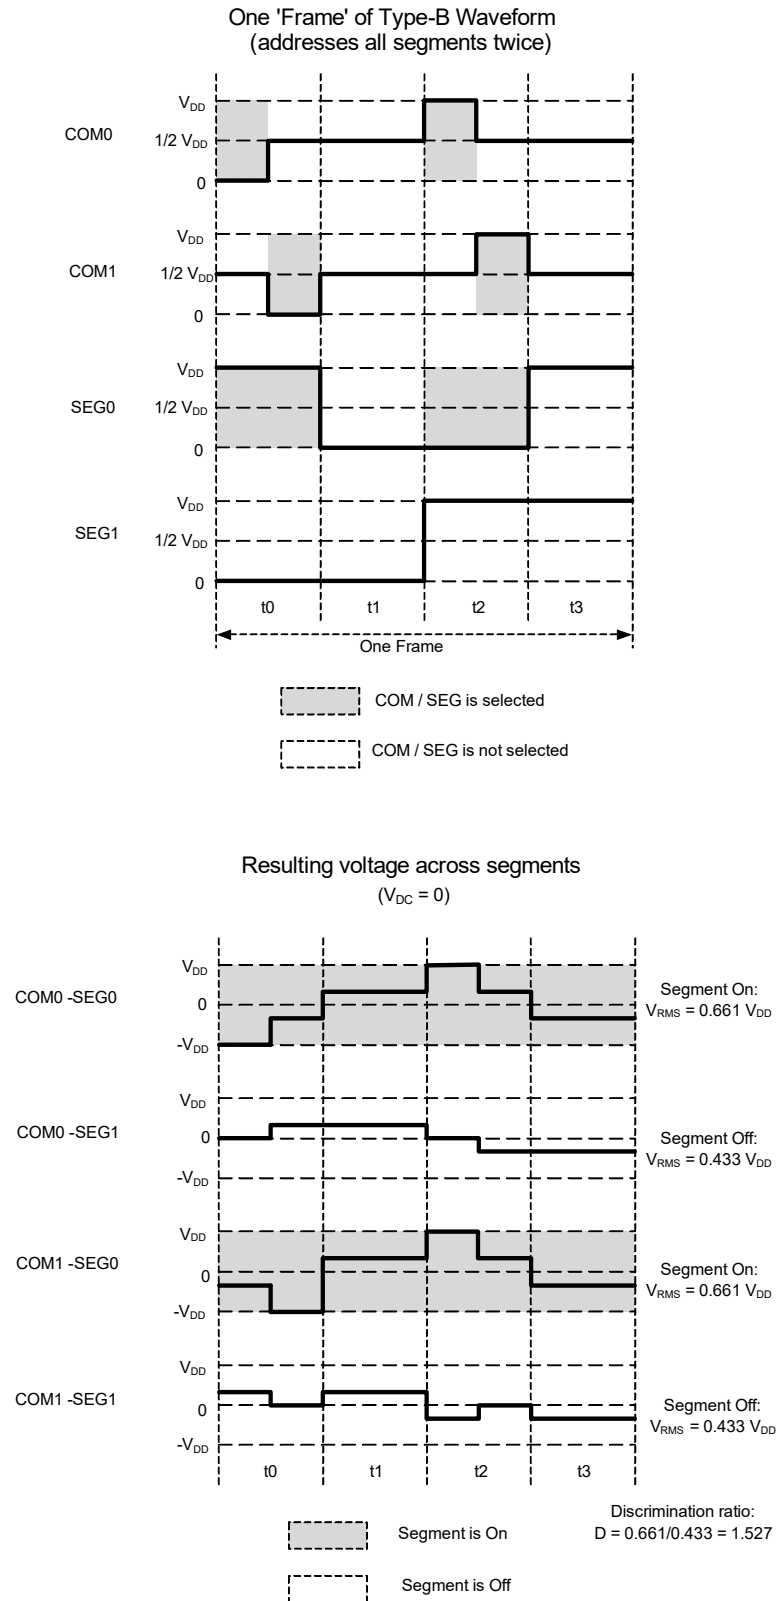 One 'Frame' of Type-B Waveform
(addresses all segments twice)
VDD
COM0
1/2 VDD
0
VDD
COM1
1/2 VDD
0
VDD
SEG0
1/2 VDD
0
VDD
SEG1
1/2 VDD
0
t0 t1 t2 t3
One Frame
COM / SEG is selected
COM / SEG is not selected
Resulting voltage across segments
(VDC = 0)
VDD
COM0 -SEG0
0
-VDD
Segment On:
VRMS = 0.661 VDD
VDD
COM0 -SEG1
0
-VDD
Segment Off:
VRMS = 0.433 VDD
VDD
COM1 -SEG0
0
-VDD
Segment On:
VRMS = 0.661 VDD
VDD
COM1 -SEG1
0
-VDD
Segment Off:
VRMS = 0.433 VDD
t0 t1 t2 t3
Segment is On
Discrimination ratio:
D = 0.661/0.433 = 1.527
Segment is Off